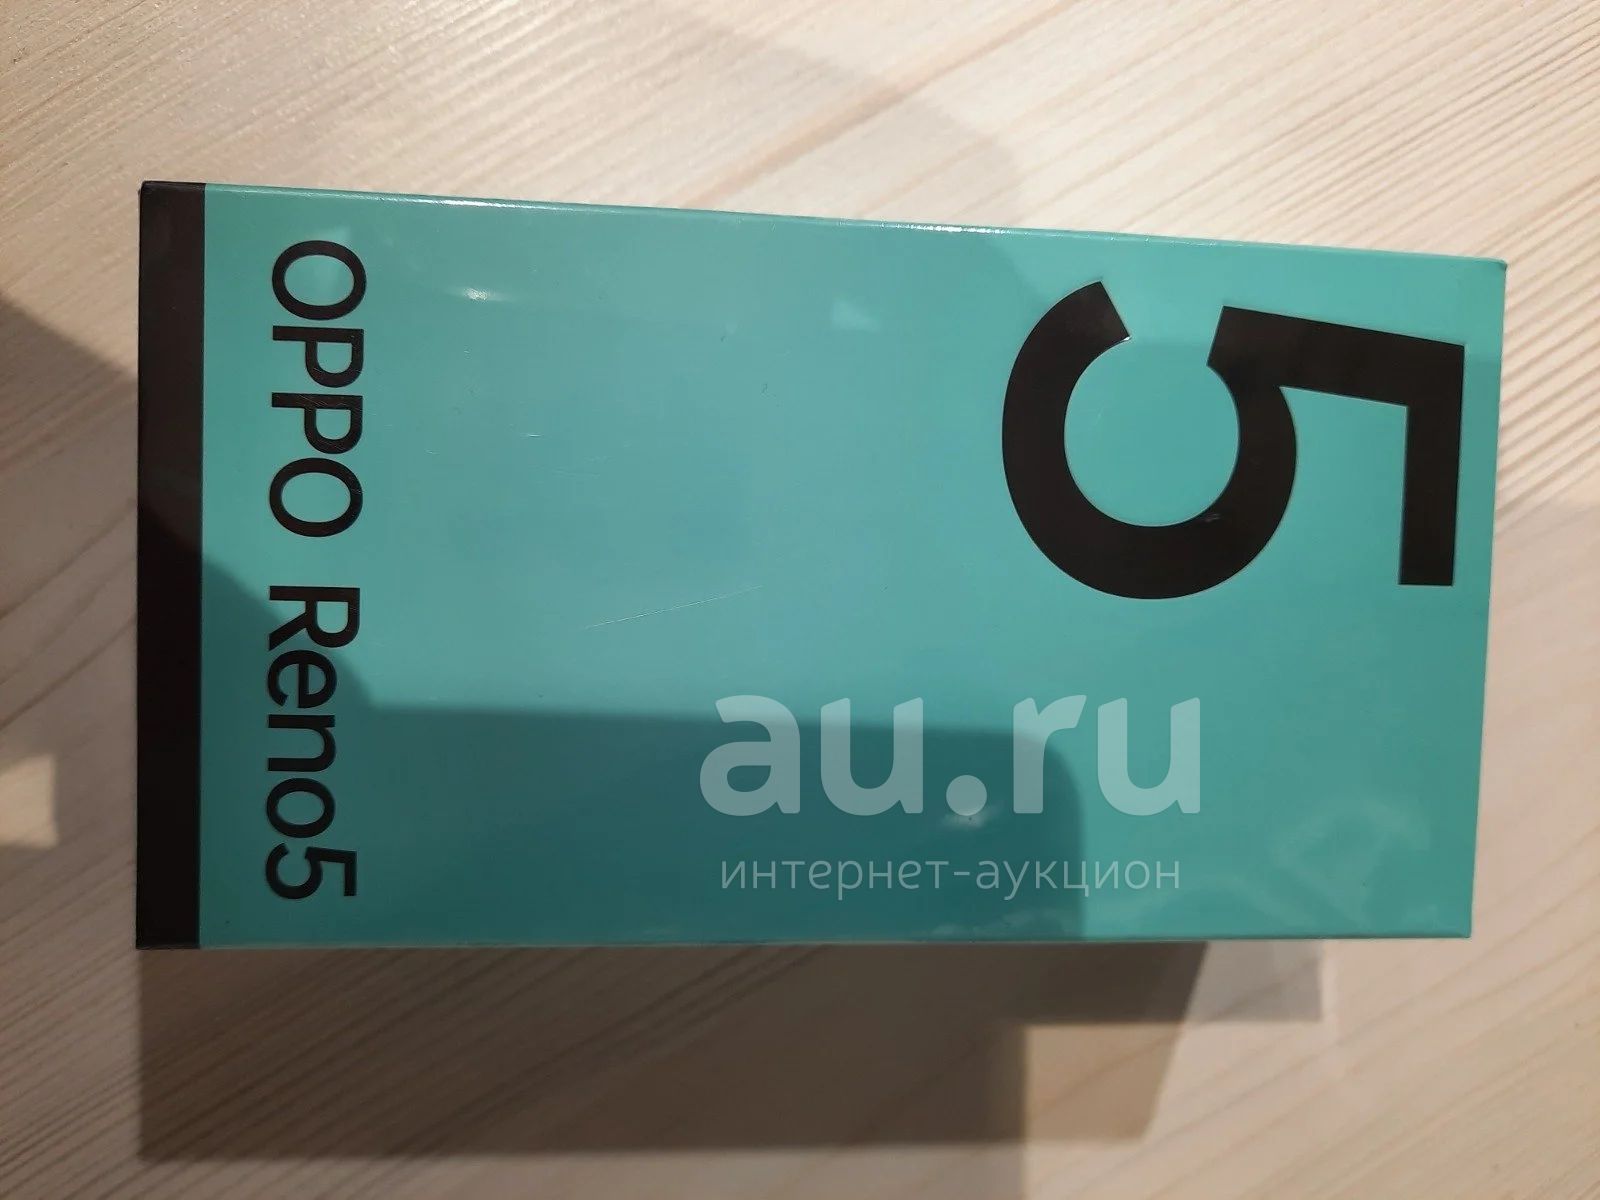 5
OPPO Reno5
au.ru
интернет-аукцион